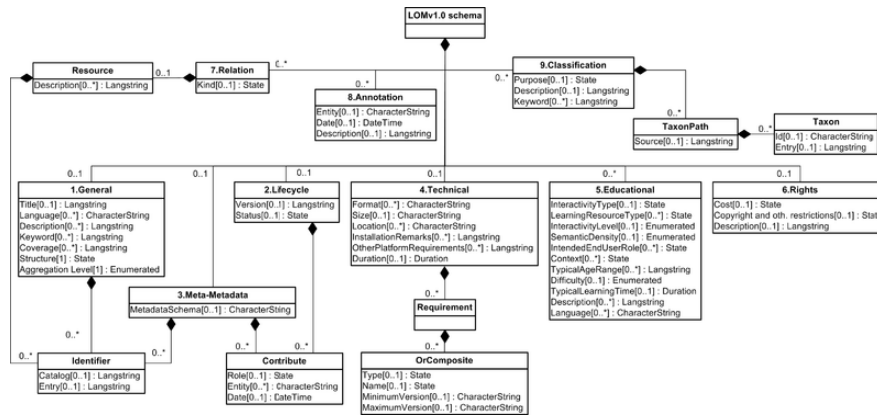 LOMv1.0 schema
Resource
Description[0..*] : Langstring
0..1
7.Relation
Kind[0..1] : State
0..*
0..*
8.Annotation
Entity[0..1] : CharacterString
Date[0..1] : DateTime
Description[0..1] : Langstring
0..*
9.Classification
Purpose[0..1] : State
Description[0..1] : Langstring
Keyword[0..*] : Langstring
0..*
TaxonPath
Source[0..1] : Langstring
0..*
Taxon
Id[0..1] : CharacterString
Entry[0..1] : Langstring
0..1
1.General
Title[0..1] : Langstring
Language[0..*] : CharacterString
Description[0..*] : Langstring
Keyword[0..*] : Langstring
Coverage[0..*] : Langstring
Structure[1] : State
Aggregation Level[1] : Enumerated
0..1
0..1
2.Lifecycle
Version[0..1] : Langstring
Status[0..1] : State
0..1
4.Technical
Format[0..*] : CharacterString
Size[0..1] : CharacterString
Location[0..*] : CharacterString
InstallationRemarks[0..*] : Langstring
OtherPlatformRequirements[0..*] : Langstring
Duration[0..1] : Duration
0..*
5.Educational
InteractivityType[0..1] : State
LearningResourceType[0..*] : State
InteractivityLevel[0..1] : Enumerated
SemanticDensity[0..1] : Enumerated
IntendedEndUserRole[0..*] : State
Context[0..*] : State
TypicalAgeRange[0..*] : Langstring
Difficulty[0..1] : Enumerated
TypicalLearningTime[0..1] : Duration
Description[0..*] : Langstring
Language[0..*] : CharacterString
0..1
6.Rights
Cost[0..1] : State
Copyright and oth. restrictions[0..1] : State
Description[0..1] : Langstring
3.Meta-Metadata
MetadataSchema[0..1] : CharacterString
0..*
Requirement
0..*
0..*
0..*
Identifier
Catalog[0..1] : Langstring
Entry[0..1] : Langstring
0..*
0..*
Contribute
Role[0..1] : State
Entity[0..*] : CharacterString
Date[0..1] : DateTime
0..*
OrComposite
Type[0..1] : State
Name[0..1] : State
MinimumVersion[0..1] : CharacterString
MaximumVersion[0..1] : CharacterString